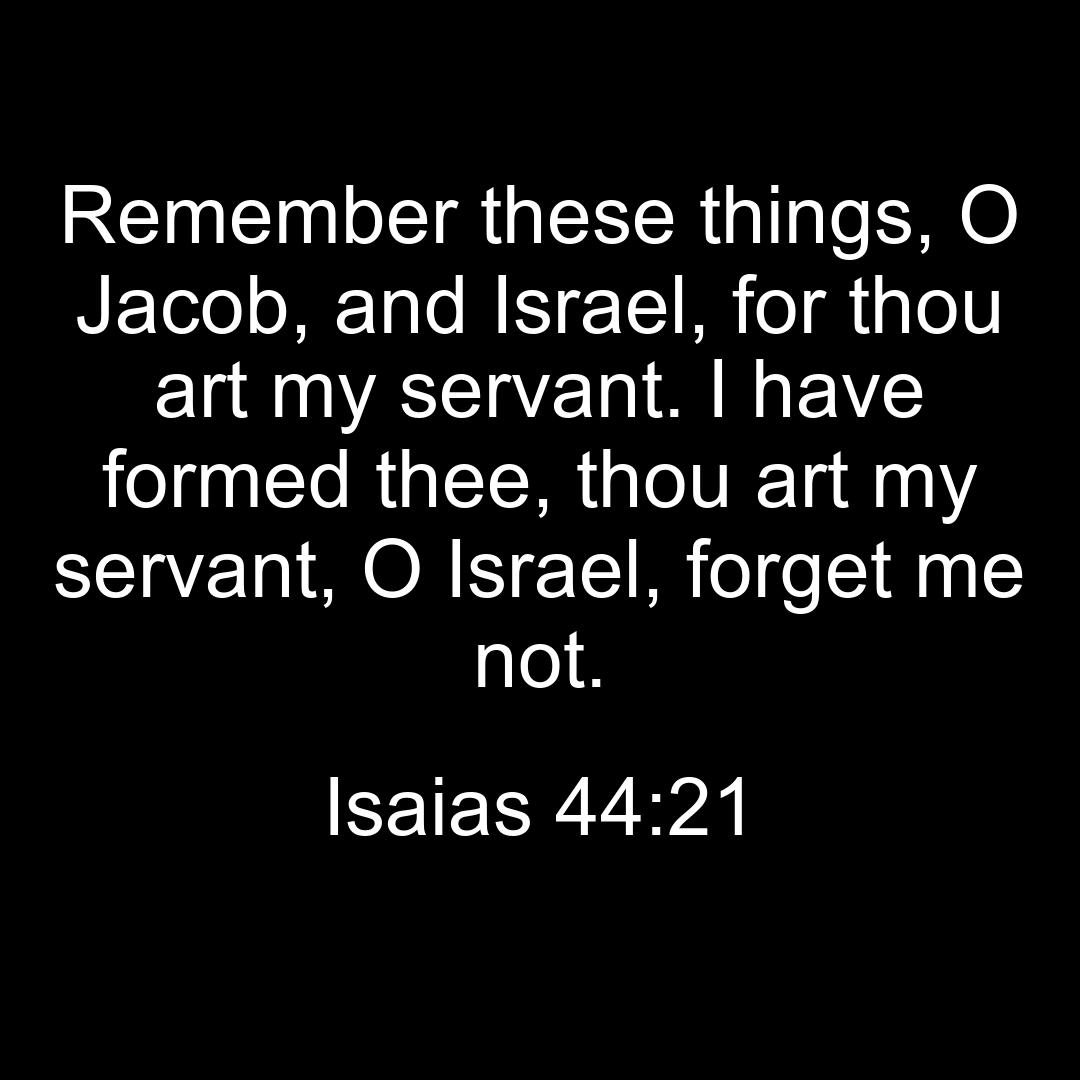 Remember these things, O
Jacob, and Israel, for thou
art my servant. I have
formed thee, thou art my
servant, O Israel, forget me
not.
Isaias 44:21